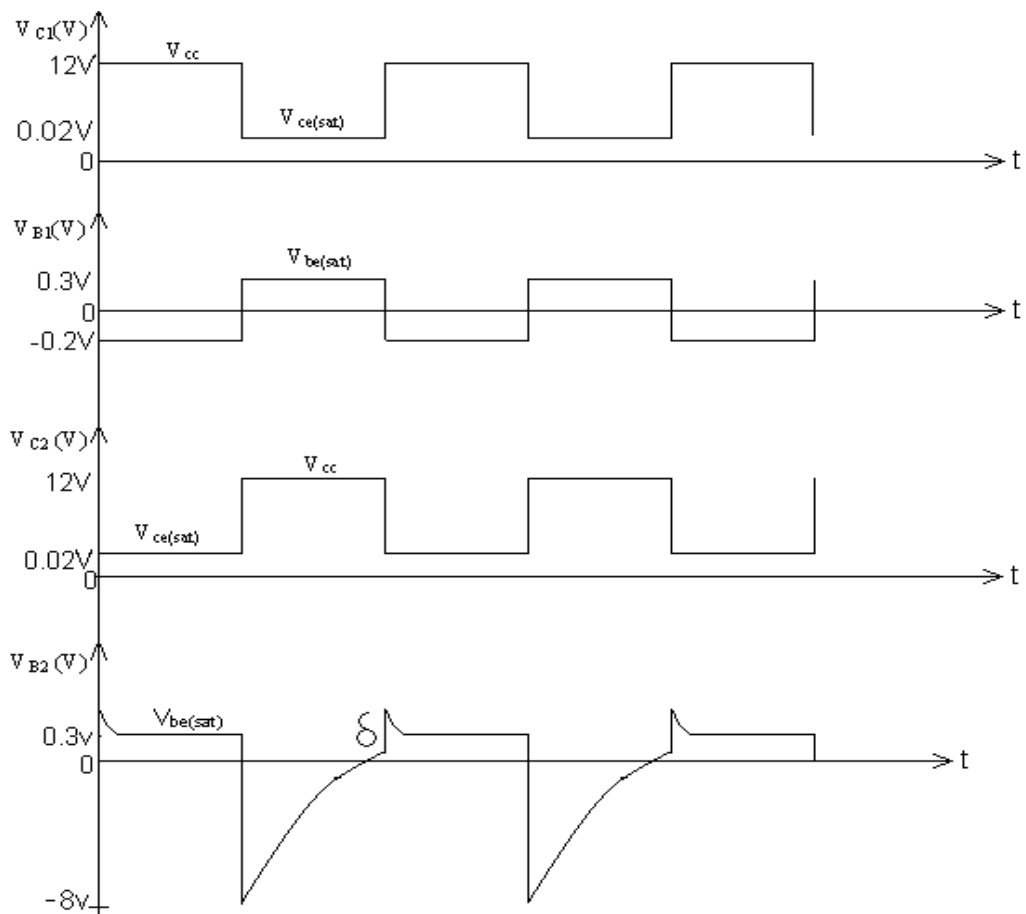 V C1(V)
12V
V cc
V ce(sat)
0.02V
0
t
V B1(V)
V be(sat)
0.3V
0
t
-0.2V
V C2 (V)
V cc
12V
V ce(sat)
0.02V
0
t
V B2 (V)
V be(sat)
δ
0.3v
0
t
-8v